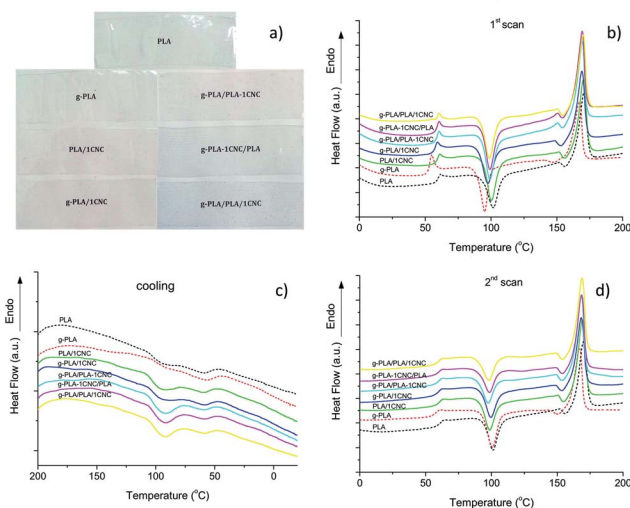 a)
PLA
g-PLA
g-PLA/PLA-1CNC
PLA/1CNC
g-PLA-1CNC/PLA
g-PLA/1CNC
g-PLA/PLA/1CNC
1st scan
b)
Endo
Heat Flow (a.u.)
g-PLA/PLA/1CNC
g-PLA-1CNC/PLA
g-PLA/PLA-1CNC
g-PLA/1CNC
PLA/1CNC
g-PLA
PLA
0 50 100 150 200
Temperature (°C)
cooling
c)
Endo
Heat Flow (a.u.)
PLA
g-PLA
PLA/1CNC
g-PLA/1CNC
g-PLA/PLA-1CNC
g-PLA-1CNC/PLA
g-PLA/PLA/1CNC
200 150 100 50 0
Temperature (°C)
2nd scan
d)
Endo
Heat Flow (a.u.)
g-PLA/PLA/1CNC
g-PLA-1CNC/PLA
g-PLA/PLA-1CNC
g-PLA/1CNC
PLA/1CNC
g-PLA
PLA
0 50 100 150 200
Temperature (°C)